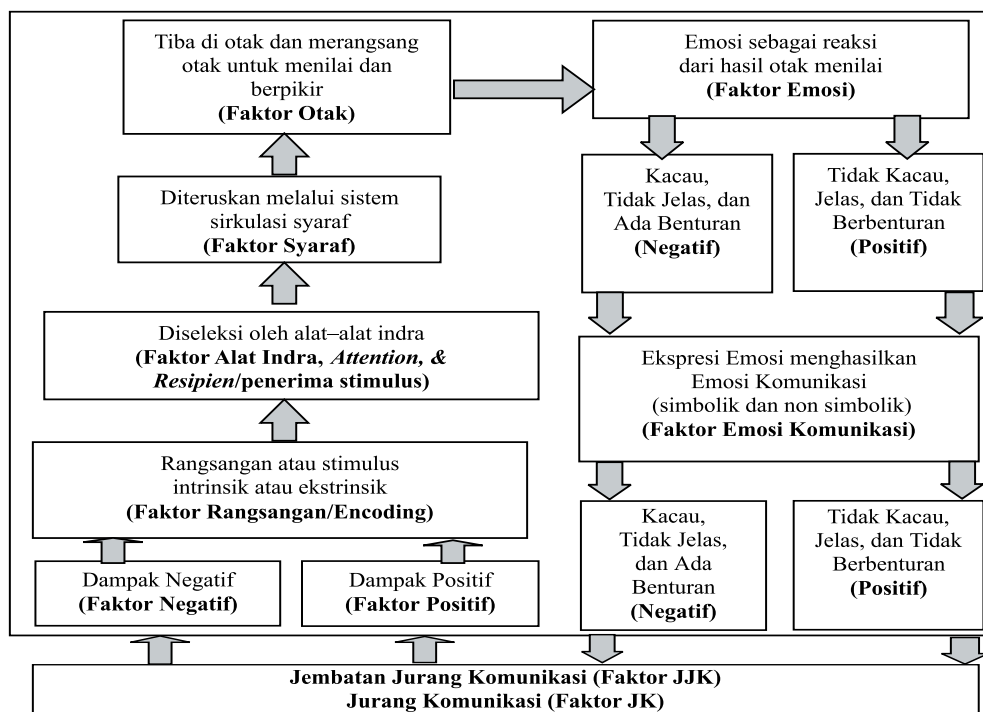 Tiba di otak dan merangsang
otak untuk menilai dan
berpikir
(Faktor Otak)
Emosi sebagai reaksi
dari hasil otak menilai
(Faktor Emosi)
Diteruskan melalui sistem
sirkulasi syaraf
(Faktor Syaraf)
Kacau,
Tidak Jelas, dan
Ada Benturan
(Negatif)
Tidak Kacau,
Jelas, dan Tidak
Berbenturan
(Positif)
Diseleksi oleh alat–alat indra
(Faktor Alat Indra, Attention, &
Resipien/penerima stimulus)
Ekspresi Emosi menghasilkan
Emosi Komunikasi
(simbolik dan non simbolik)
(Faktor Emosi Komunikasi)
Rangsangan atau stimulus
intrinsik atau ekstrinsik
(Faktor Rangsangan/Encoding)
Kacau,
Tidak Jelas,
dan Ada
Benturan
(Negatif)
Tidak Kacau,
Jelas, dan Tidak
Berbenturan
(Positif)
Dampak Negatif
(Faktor Negatif)
Dampak Positif
(Faktor Positif)
Jembatan Jurang Komunikasi (Faktor JJK)
Jurang Komunikasi (Faktor JK)